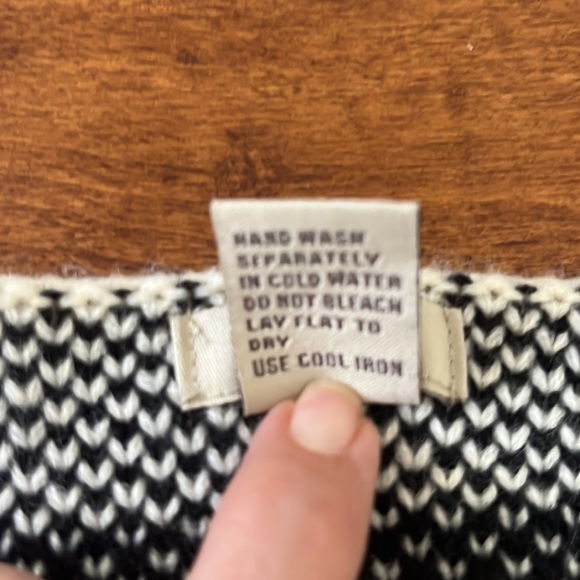 HAND WASH
SEPARATELY
IN COLD WATER
DO NOT BLEACH
LAY FLAT TO
DRY
USE COOL IRON